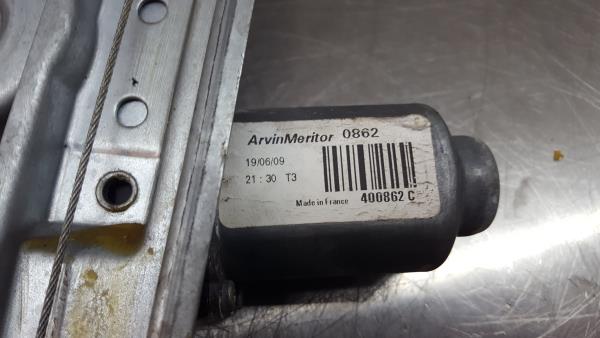 ArvinMeritor 0862
19/06/09
21:30 T3
Made in France 400862 C